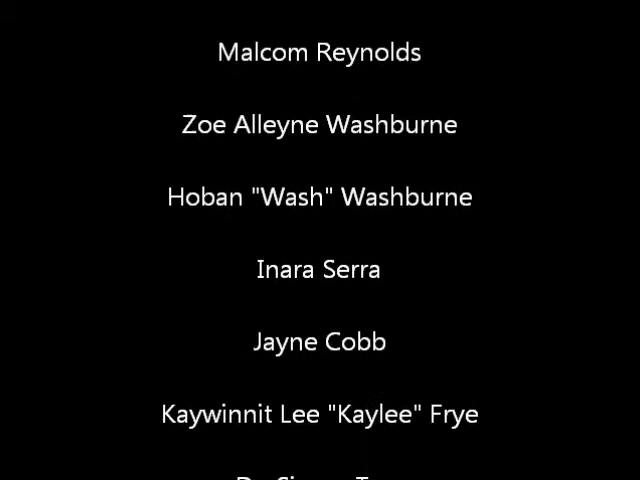 Malcom Reynolds
Zoe Alleyne Washburne
Hoban "Wash" Washburne
Inara Serra
Jayne Cobb
Kaywinnit Lee "Kaylee" Frye